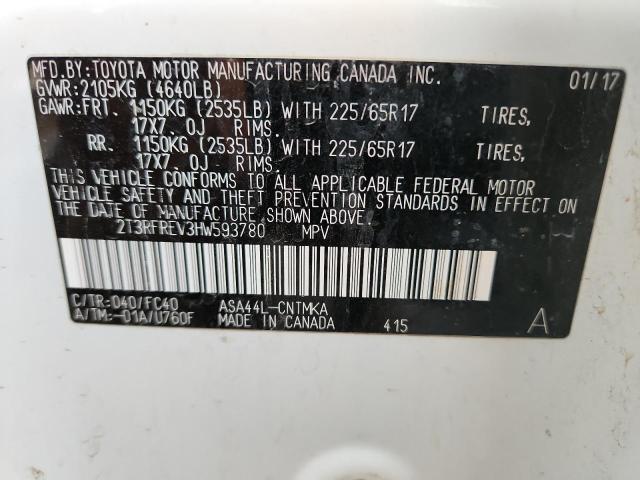 MFD.BY:TOYOTA MOTOR MANUFACTURING CANADA INC. 01/17
GVWR:2105KG (4640LB)
GAWR:FRT. 1150KG (2535LB) WITH 225/65R17 TIRES,
17X7.0J RIMS.
RR. 1150KG (2535LB) WITH 225/65R17 TIRES,
17X7.0J RIMS.
THIS VEHICLE CONFORMS TO ALL APPLICABLE FEDERAL MOTOR
VEHICLE SAFETY AND THEFT PREVENTION STANDARDS IN EFFECT ON
THE DATE OF MANUFACTURE SHOWN ABOVE.
2T3RFREV3HW593780 MPV
C/TR:040/FC40 ASA44L-CNTMKA
A/TM:-01A/U760F MADE IN CANADA 415 A